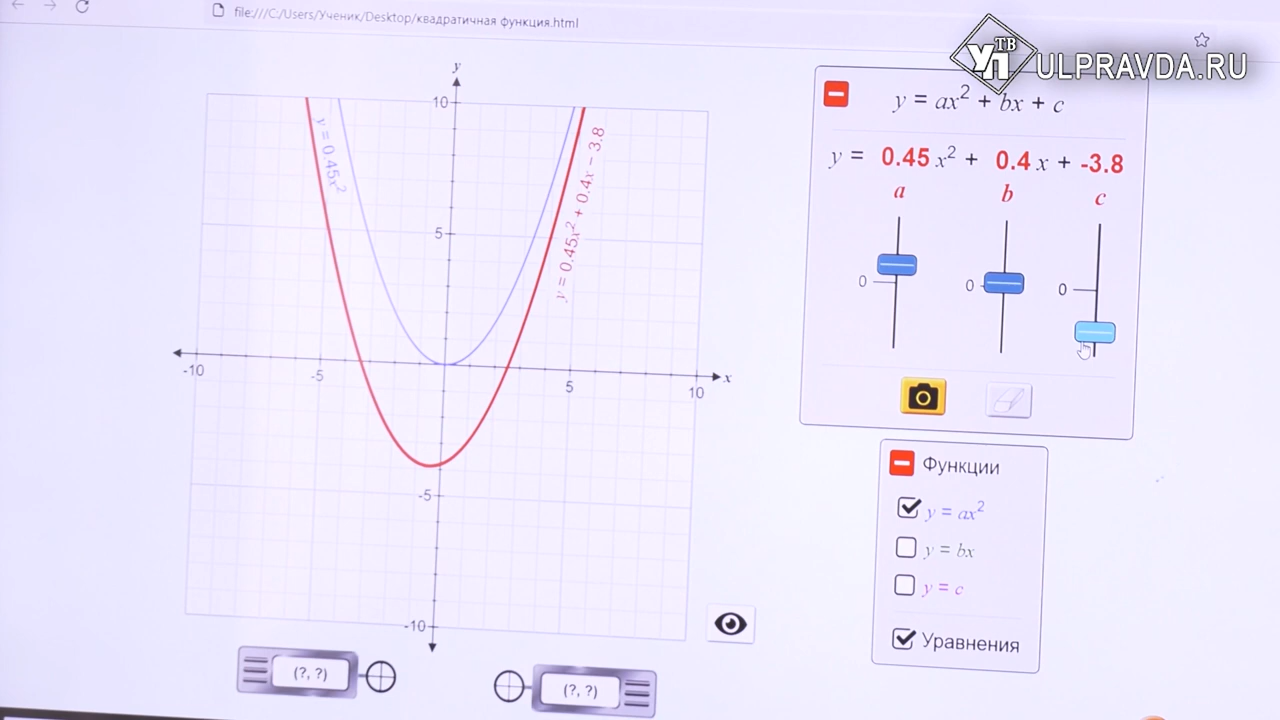 file:///C:/Users/Ученик/Desktop/квадратичная функция.html
УП ТВ ULPRAVDA.RU
y
10
5
-5
-10
-10
-5
5
10
x
y = 0.45x²
y = 0.45x² + 0.4x − 3.8
y = ax² + bx + c
y = 0.45 x² + 0.4 x + -3.8
a b c
0 0 0
Функции
y = ax²
y = bx
y = c
Уравнения
(?, ?)
(?, ?)